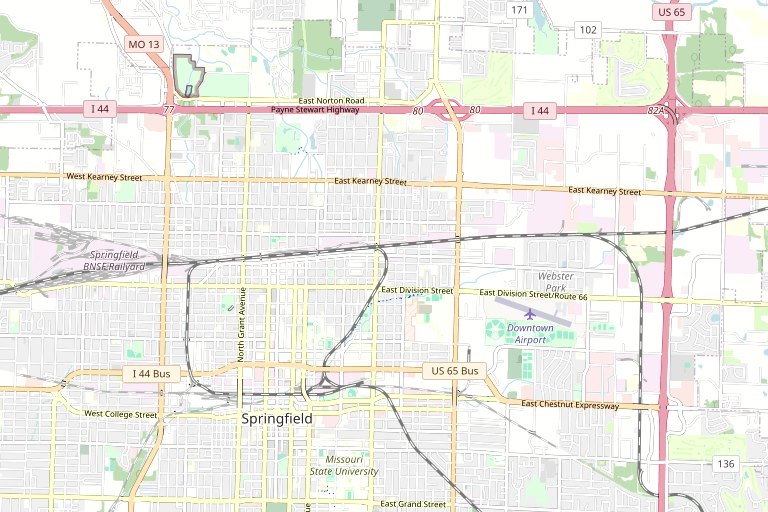 171
US 65
102
MO 13
East Norton Road
Payne Stewart Highway
I 44
77
80
80
I 44
82A
West Kearney Street
East Kearney Street
East Kearney Street
Springfield
BNSF Railyard
Webster
Park
East Division Street
East Division Street/Route 66
North Grant Avenue
Downtown
Airport
I 44 Bus
US 65 Bus
East Chestnut Expressway
West College Street
Springfield
Missouri
State University
136
East Grand Street